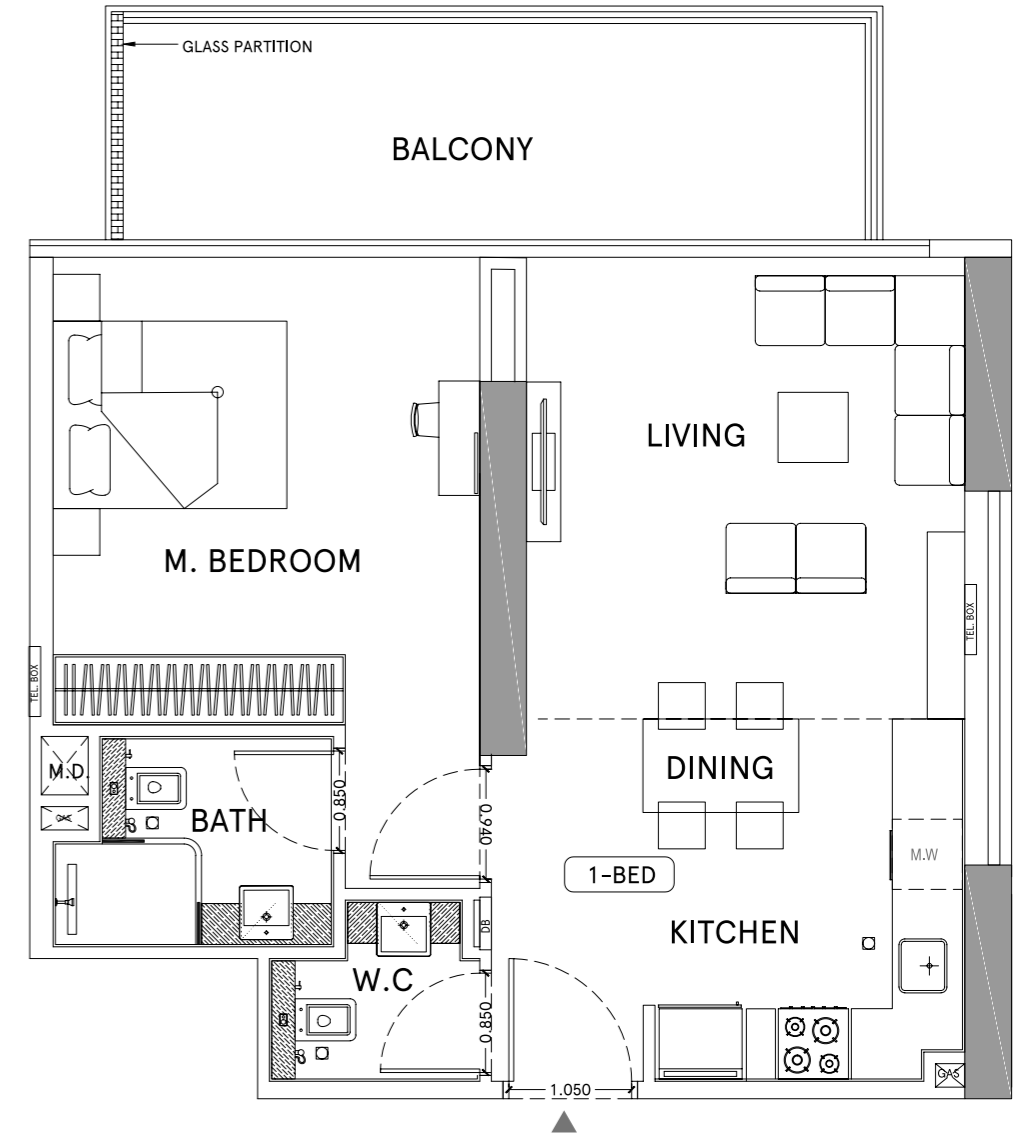 GLASS PARTITION
BALCONY
LIVING
M. BEDROOM
TEL. BOX
TEL. BOX
M.D.
DINING
0.850
0.940
GAS
BATH
M.W
1-BED
DB
KITCHEN
W.C
0.850
GAS
1.050